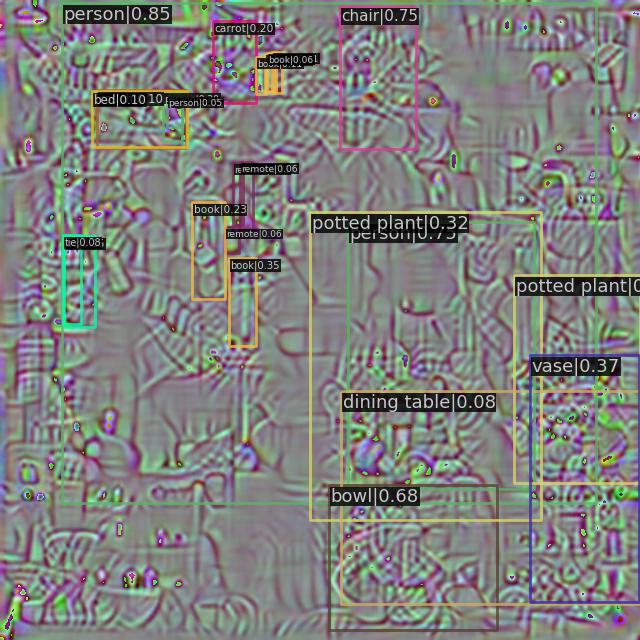 person|0.85
carrot|0.20
chair|0.75
book|0.06
bed|0.10
person|0.05
remote|0.06
book|0.23
potted plant|0.32
person|0.73
remote|0.06
tie|0.08
book|0.35
potted plant|0
vase|0.37
dining table|0.08
bowl|0.68